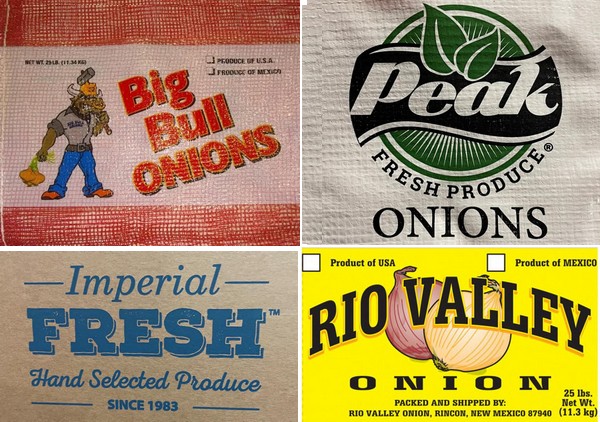 NET WT. 25 LB. (11.34 KG)
PRODUCE OF U.S.A.
PRODUCT OF MEXICO
Big
Bull
ONIONS
Peak
FRESH PRODUCE®
ONIONS
Imperial
FRESH™
Hand Selected Produce
SINCE 1983
Product of USA
Product of MEXICO
RIO VALLEY
ONION
PACKED AND SHIPPED BY:
RIO VALLEY ONION, RINCON, NEW MEXICO 87940
25 lbs.
Net Wt.
(11.3 kg)